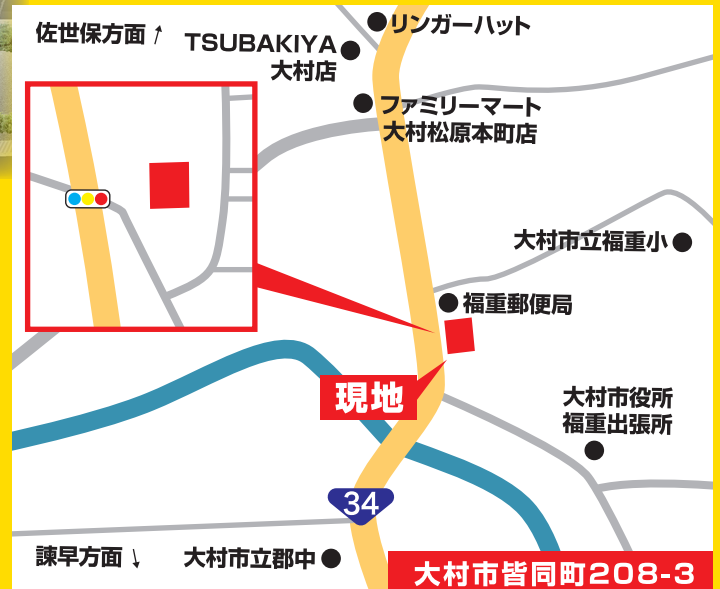 佐世保方面↑
リンガーハット
TSUBAKIYA
大村店
ファミリーマート
大村松原本町店
大村市立福重小
福重郵便局
現地
大村市役所
福重出張所
34
諫早方面↓
大村市立郡中
大村市皆同町208-3